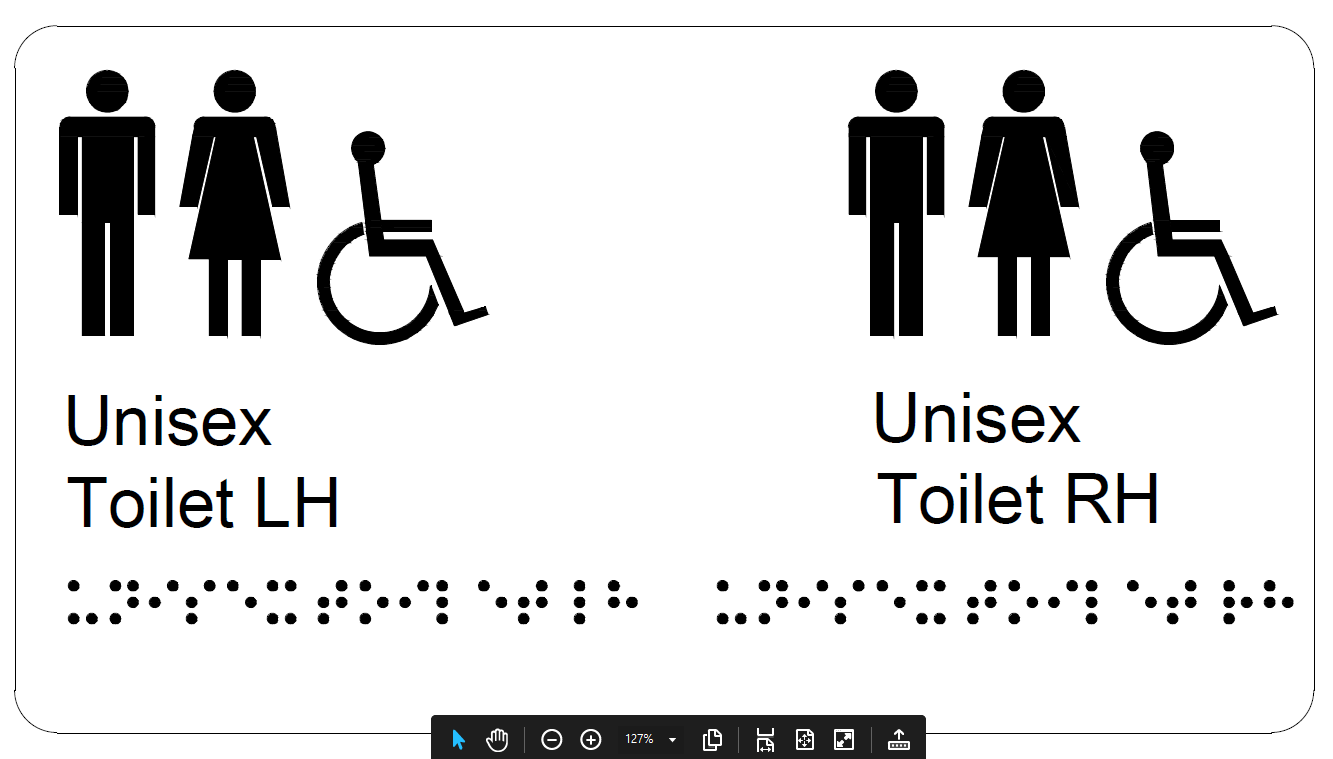 Unisex
Toilet LH
⠥⠝⠊⠎⠑⠭ ⠞⠕⠊⠇⠑⠞ ⠇⠓
Unisex
Toilet RH
⠥⠝⠊⠎⠑⠭ ⠞⠕⠊⠇⠑⠞ ⠗⠓
127%